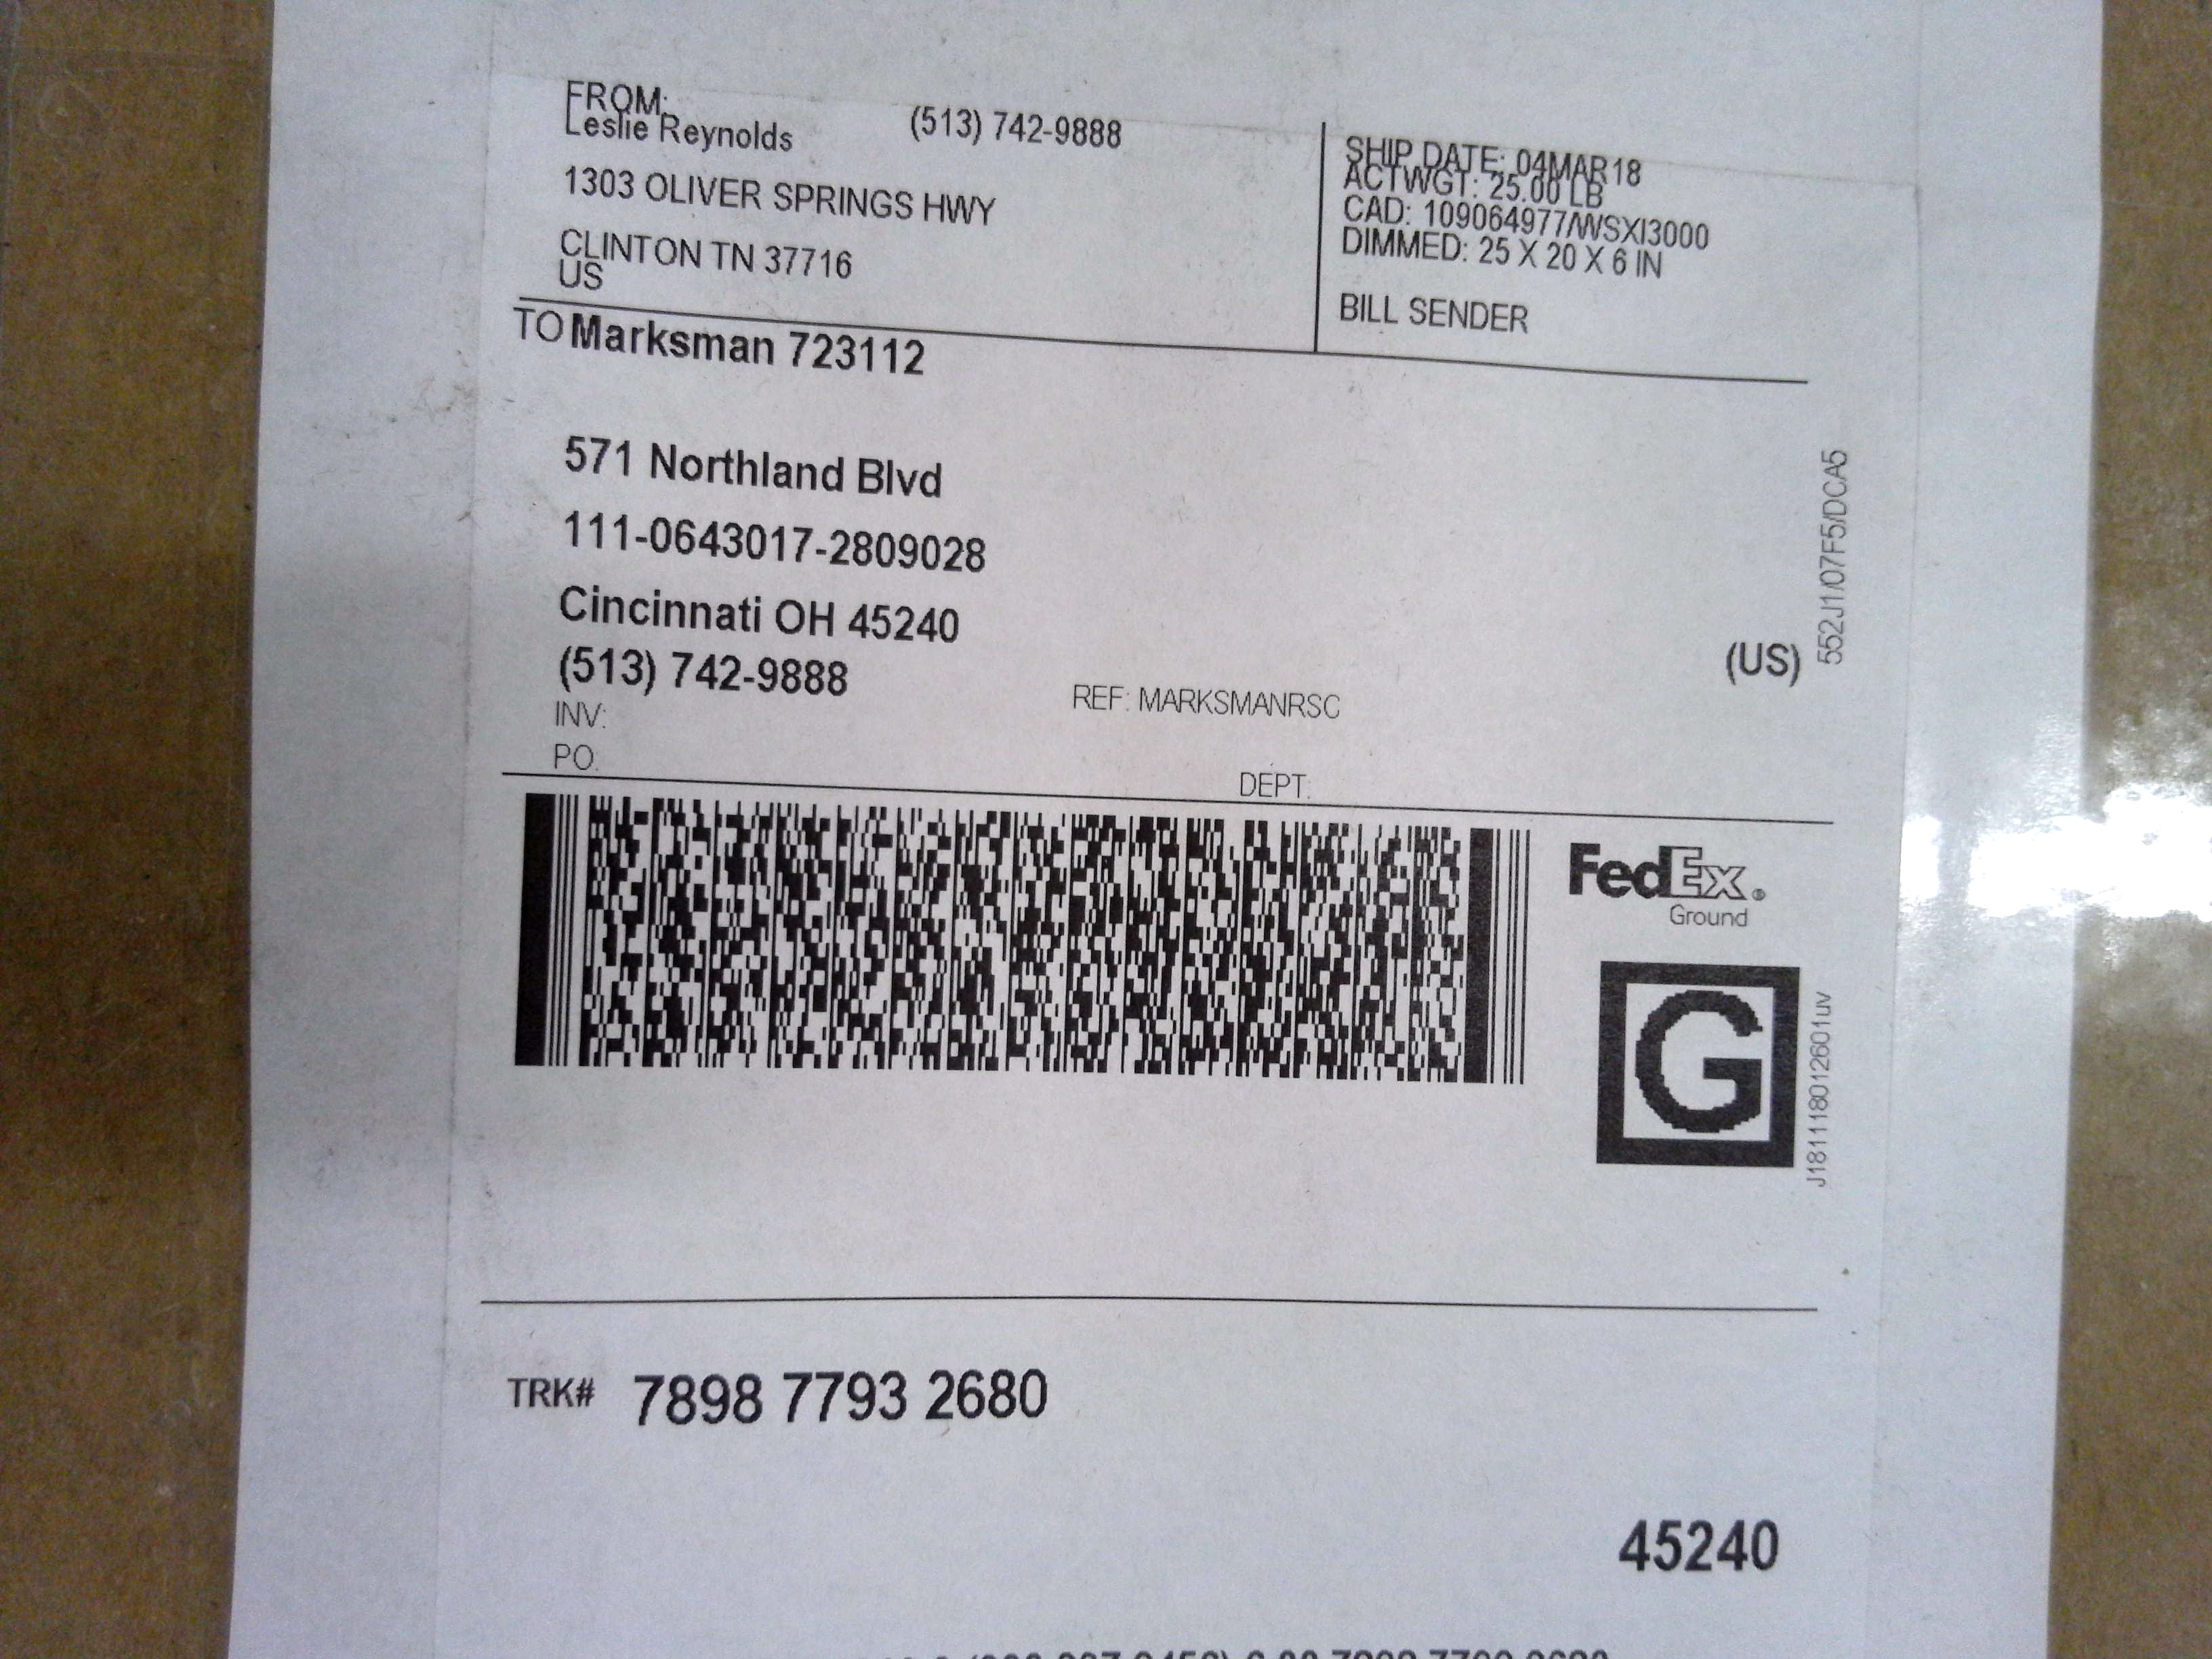 FROM:
Leslie Reynolds (513) 742-9888
1303 OLIVER SPRINGS HWY
CLINTON TN 37716
US
SHIP DATE: 04MAR18
ACTWGT: 25.00 LB
CAD: 109064977/WSXI3000
DIMMED: 25 X 20 X 6 IN
BILL SENDER
TO Marksman 723112
571 Northland Blvd
111-0643017-2809028
Cincinnati OH 45240
(513) 742-9888
(US)
552J1/07F5/DCA5
INV:
REF: MARKSMANRSC
PO:
DEPT:
FedEx®
Ground
G
J181118012601uv
TRK# 7898 7793 2680
45240